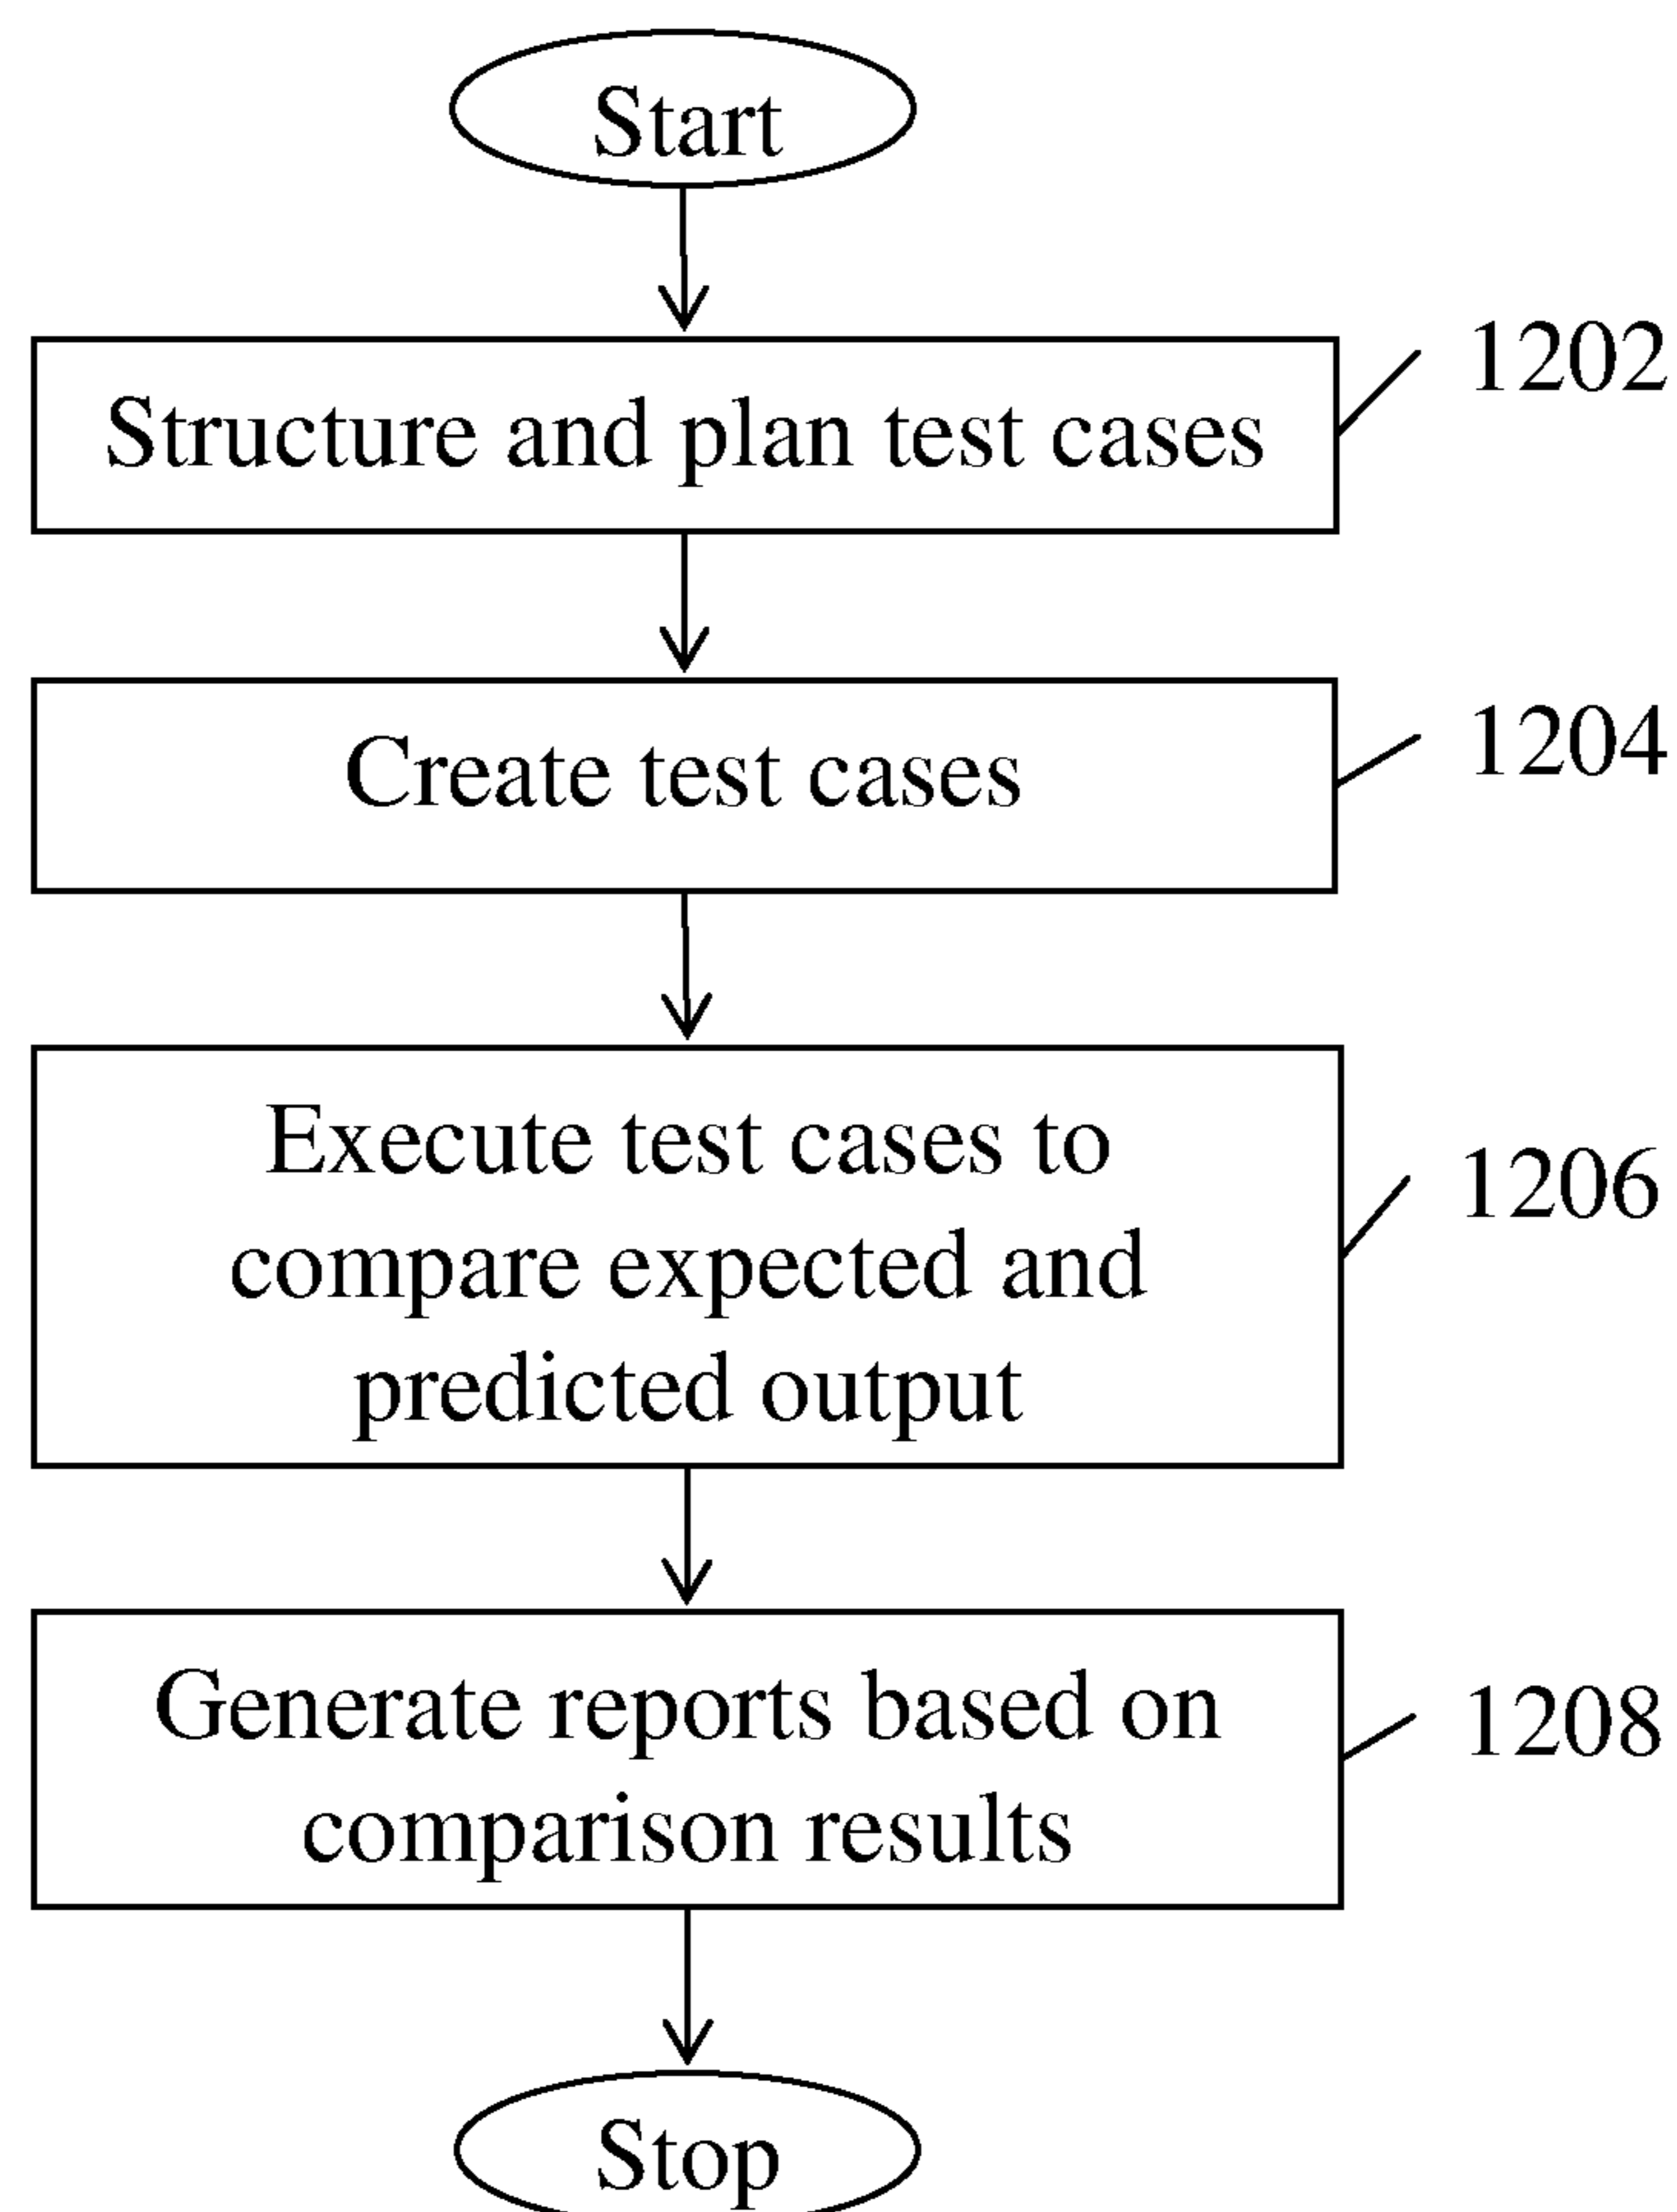 Start
1202
Structure and plan test cases
1204
Create test cases
Execute test cases to
1206
compare expected and
predicted output
Generate reports based on
1208
comparison results
Stop